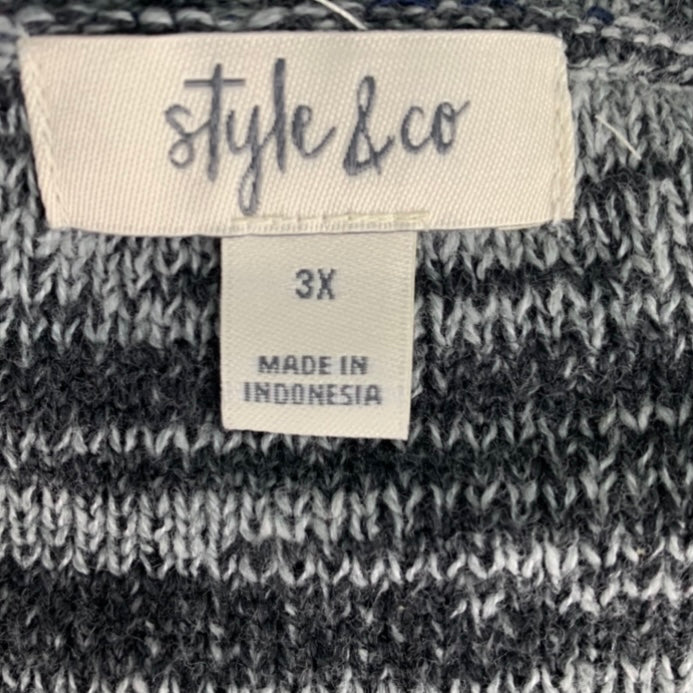 style & co
3X
MADE IN
INDONESIA